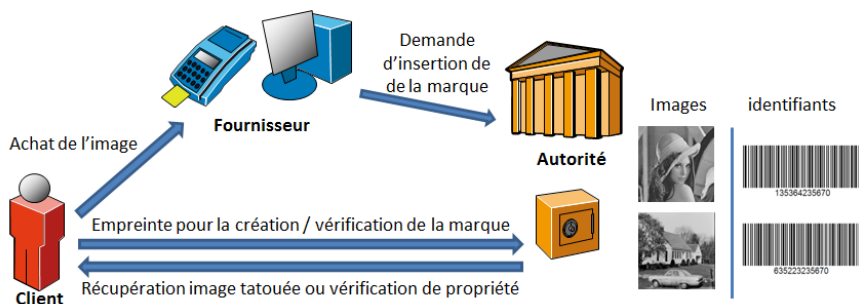 Demande
d'insertion de
de la marque
Fournisseur
Images
identifiants
Achat de l'image
Autorité
135364235670
Empreinte pour la création / vérification de la marque
635223235670
Récupération image tatouée ou vérification de propriété
Client